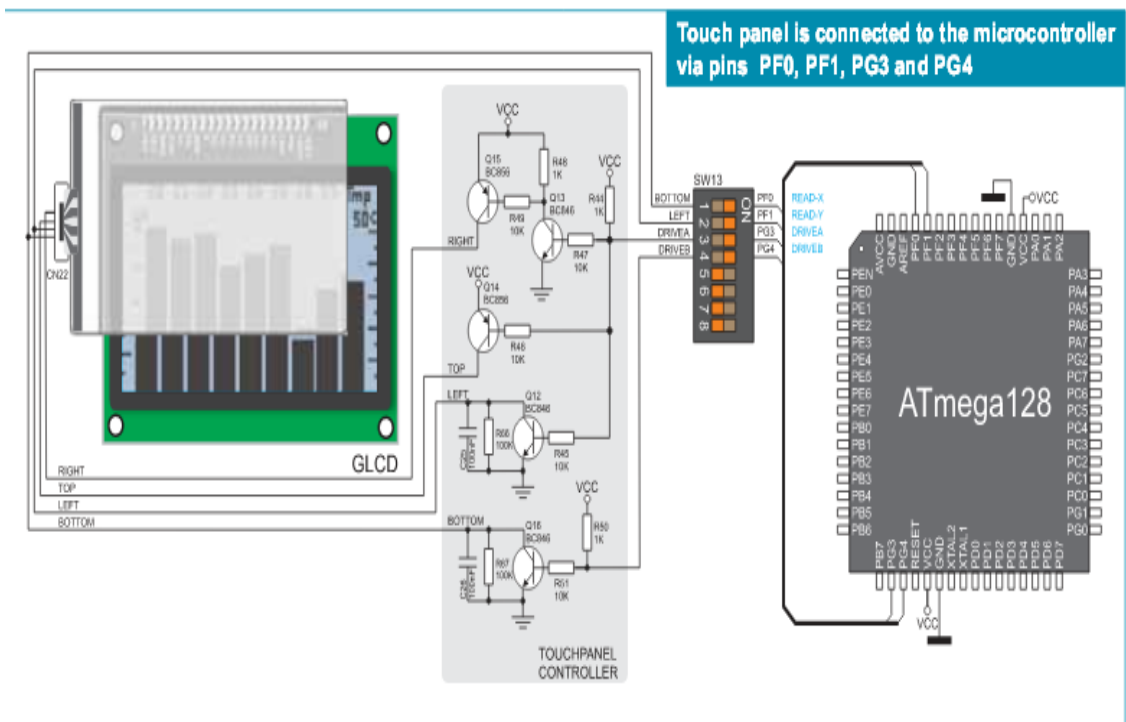 Touch panel is connected to the microcontroller
via pins PF0, PF1, PG3 and PG4
VCC
Q15
BC856
R48
1K
VCC
R49
10K
Q13
BC846
R44
1K
R47
10K
RIGHT
VCC
Q14
BC856
R46
10K
TOP
LEFT
Q12
BC846
R66
100K
C25
100nF
R45
10K
VCC
R50
1K
BOTTOM
Q16
BC846
R67
100K
C26
100nF
R51
10K
TOUCHPANEL
CONTROLLER
CN22
50
GLCD
RIGHT
TOP
LEFT
BOTTOM
SW13
BOTTOM
LEFT
DRIVEA
DRIVEB
1
2
3
4
5
6
7
8
ON
PF0 READ-X
PF1 READ-Y
PG3 DRIVEA
PG4 DRIVEB
VCC
AVCC
GND
AREF
PF0
PF1
PF2
PF3
PF4
PF5
PF6
PF7
GND
VCC
PA0
PA1
PA2
PEN
PE0
PE1
PE2
PE3
PE4
PE5
PE6
PE7
PB0
PB1
PB2
PB3
PB4
PB5
PB6
ATmega128
PA3
PA4
PA5
PA6
PA7
PG2
PC7
PC6
PC5
PC4
PC3
PC2
PC1
PC0
PG1
PG0
PB7
PG3
PG4
RESET
VCC
GND
XTAL2
XTAL1
PD0
PD1
PD2
PD3
PD4
PD5
PD6
PD7
VCC